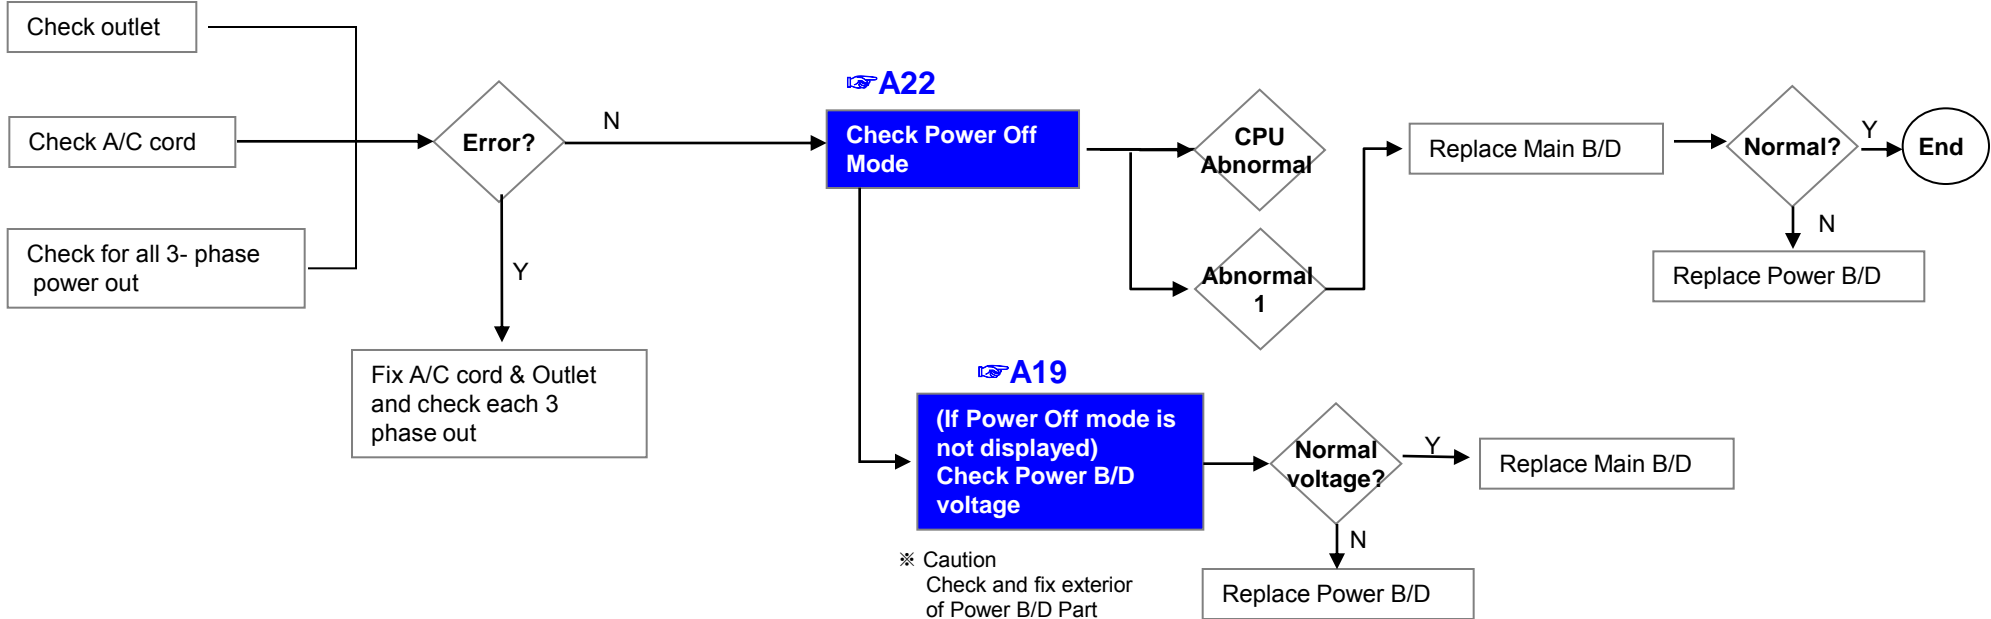 Check outlet
Check A/C cord
Check for all 3- phase
power out
Error?
N
Y
Fix A/C cord & Outlet
and check each 3
phase out
☞A22
Check Power Off
Mode
CPU
Abnormal
Abnormal
1
Replace Main B/D
Normal?
Y
End
N
Replace Power B/D
☞A19
(If Power Off mode is
not displayed)
Check Power B/D
voltage
※ Caution
Check and fix exterior
of Power B/D Part
Normal
voltage?
Y
Replace Main B/D
N
Replace Power B/D